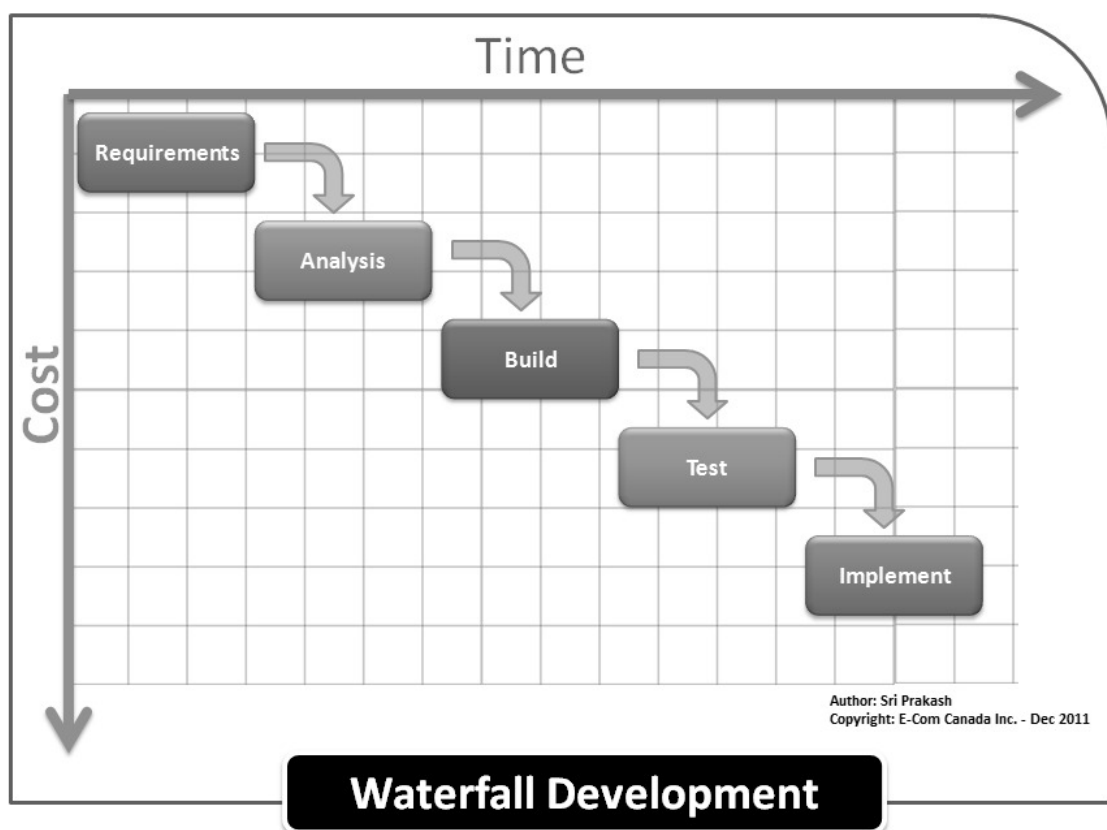 Time
Requirements
Analysis
Cost
Build
Test
Implement
Author: Sri Prakash
Copyright: E-Com Canada Inc. - Dec 2011
Waterfall Development